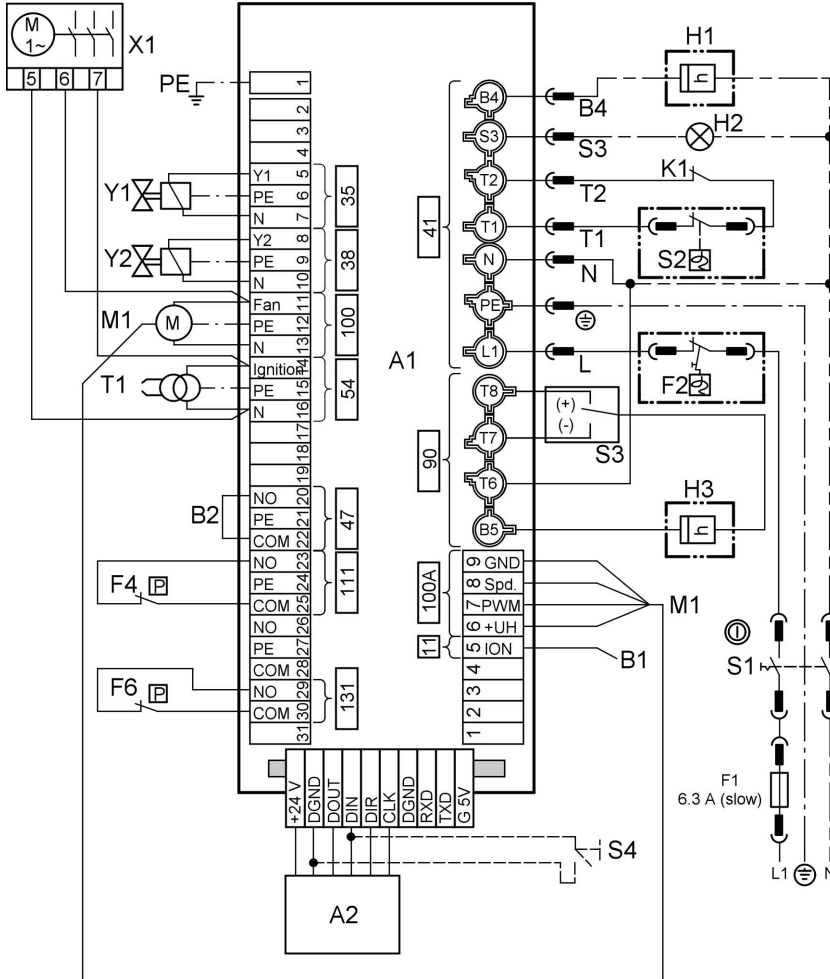 M
1~
X1
5 6 7
PE
1
2
3
4
Y1 5
PE 6
N 7
35
Y1
Y2 8
PE 9
N 10
38
Y2
Fan 11
PE 12
N 13
100
M1
M
Ignition 14
PE 15
N 16
54
T1
17
18
19
NO 20
PE 21
COM 22
47
B2
NO 23
PE 24
COM 25
111
F4 P
NO 26
PE 27
COM 28
NO 29
COM 30
131
F6 P
31
A1
41
B4
S3
T2
T1
N
PE
L1
90
T8
T7
T6
B5
100A
9 GND
8 Spd.
7 PWM
6 +UH
11
5 ION
4
3
2
1
B4
S3
T2
T1
N
L
H1
h
H2
K1
S2
F2
(+)
(-)
S3
H3
h
M1
B1
S1
F1
6.3 A (slow)
L1 N
+24 V
DGND
DOUT
DIN
DIR
CLK
DGND
RXD
TXD
G 5V
S4
A2